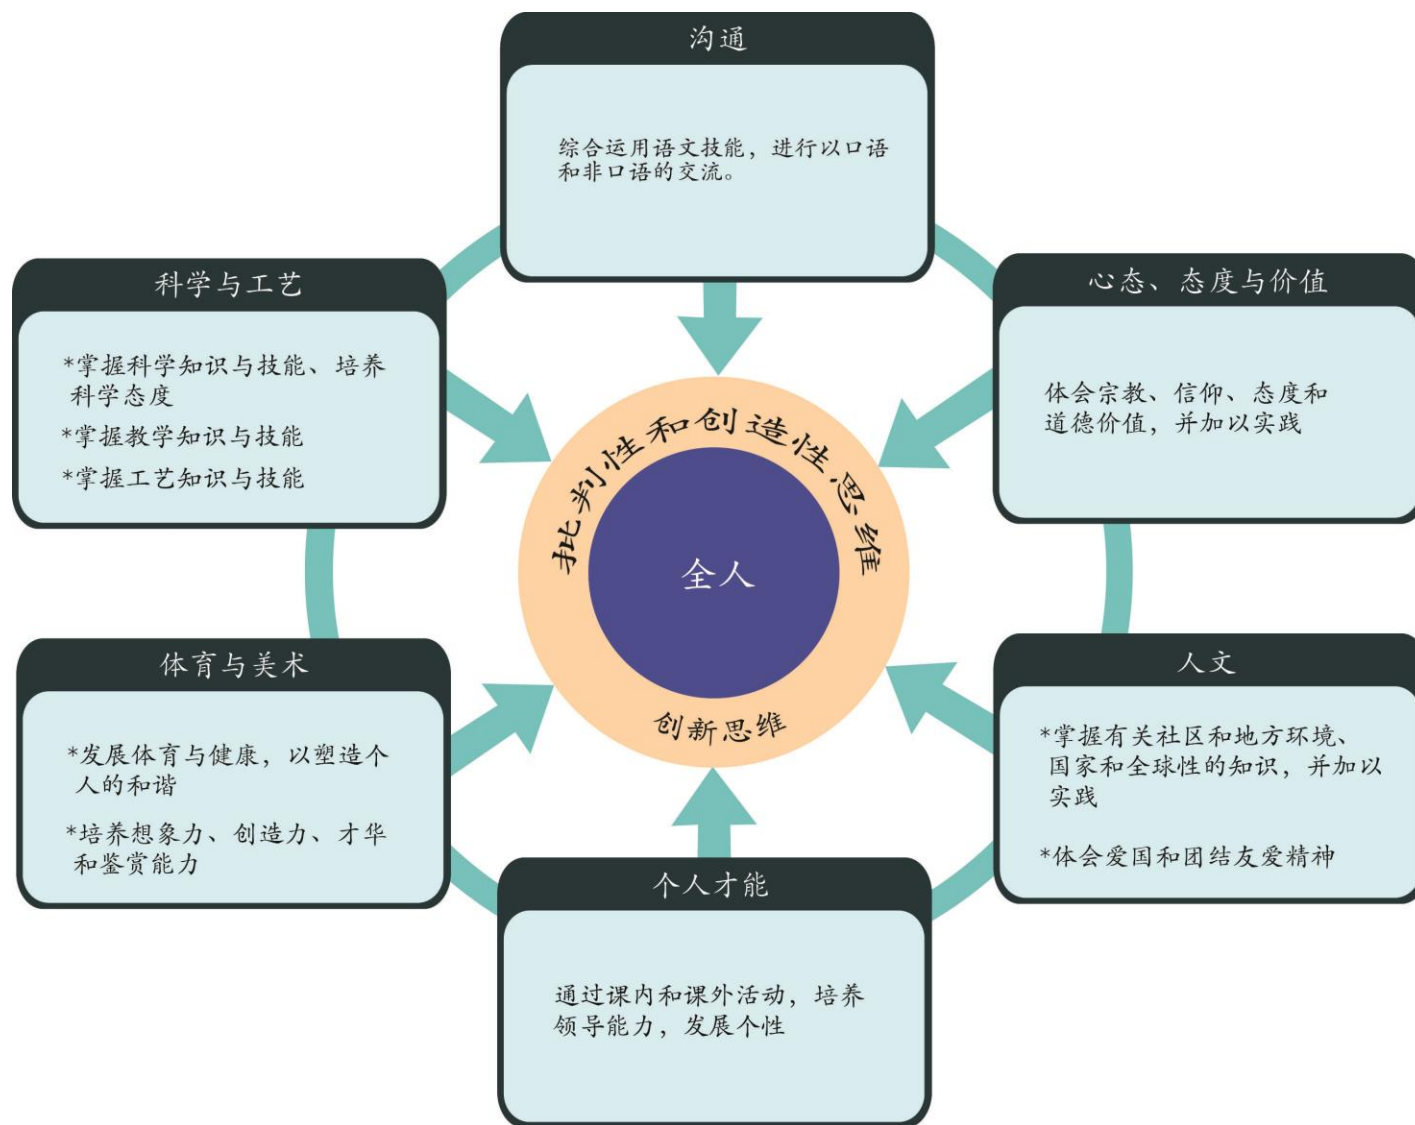 沟通
综合运用语文技能，进行以口语
和非口语的交流。
科学与工艺
*掌握科学知识与技能、培养
科学态度
*掌握教学知识与技能
*掌握工艺知识与技能
心态、态度与价值
体会宗教、信仰、态度和
道德价值，并加以实践
批判性和创造性思维
全人
创新思维
体育与美术
*发展体育与健康，以塑造个
人的和谐
*培养想象力、创造力、才华
和鉴赏能力
人文
*掌握有关社区和地方环境、
国家和全球性的知识，并加以
实践
*体会爱国和团结友爱精神
个人才能
通过课内和课外活动，培养
领导能力，发展个性